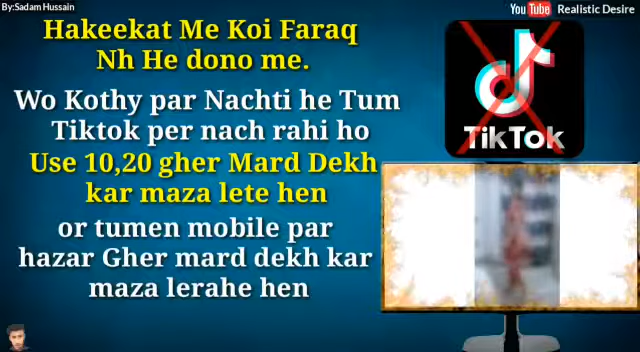 By:Sadam Hussain
YouTube Realistic Desire
Hakeekat Me Koi Faraq
Nh He dono me.
Wo Kothy par Nachti he Tum
Tiktok per nach rahi ho
Use 10,20 gher Mard Dekh
kar maza lete hen
or tumen mobile par
hazar Gher mard dekh kar
maza lerahe hen
TikTok